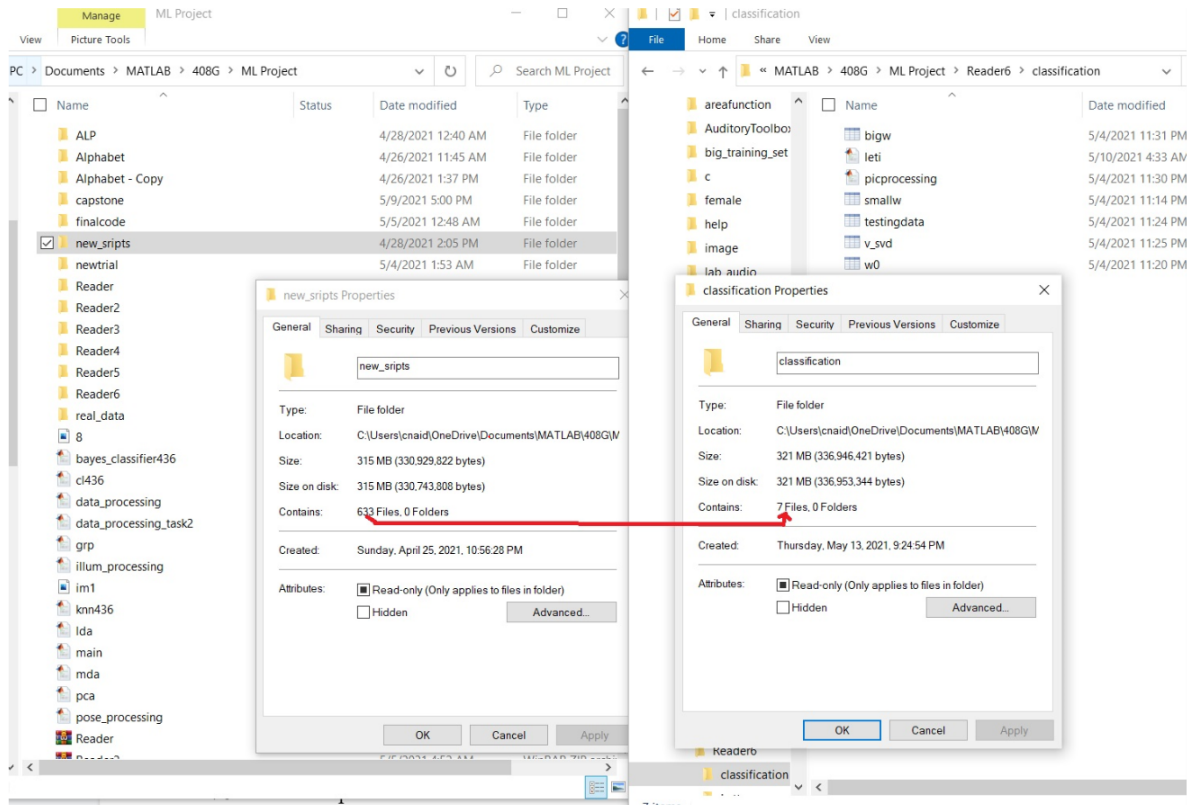 Manage ML Project
View Picture Tools
PC > Documents > MATLAB > 408G > ML Project
Search ML Project
Name Status Date modified Type
ALP 4/28/2021 12:40 AM File folder
Alphabet 4/26/2021 11:45 AM File folder
Alphabet - Copy 4/26/2021 1:37 PM File folder
capstone 5/9/2021 5:00 PM File folder
finalcode 5/5/2021 12:48 AM File folder
new_sripts 4/28/2021 2:05 PM File folder
newtrial 5/4/2021 1:53 AM File folder
Reader
Reader2
Reader3
Reader4
Reader5
Reader6
real_data
8
bayes_classifier436
cl436
data_processing
data_processing_task2
grp
illum_processing
im1
knn436
lda
main
mda
pca
pose_processing
Reader
new_sripts Properties
General Sharing Security Previous Versions Customize
new_sripts
Type: File folder
Location: C:\Users\cnaid\OneDrive\Documents\MATLAB\408G\M
Size: 315 MB (330,929,822 bytes)
Size on disk: 315 MB (330,743,808 bytes)
Contains: 633 Files, 0 Folders
Created: Sunday, April 25, 2021, 10:56:28 PM
Attributes: Read-only (Only applies to files in folder)
Hidden Advanced...
OK Cancel Apply
classification
File Home Share View
« MATLAB > 408G > ML Project > Reader6 > classification
areafunction
AuditoryToolbo
big_training_set
c
female
help
image
lab_audio
Name Date modified
bigw 5/4/2021 11:31 PM
leti 5/10/2021 4:33 AM
picprocessing 5/4/2021 11:30 PM
smallw 5/4/2021 11:14 PM
testingdata 5/4/2021 11:24 PM
v_svd 5/4/2021 11:25 PM
w0 5/4/2021 11:20 PM
classification Properties
General Sharing Security Previous Versions Customize
classification
Type: File folder
Location: C:\Users\cnaid\OneDrive\Documents\MATLAB\408G\M
Size: 321 MB (336,946,421 bytes)
Size on disk: 321 MB (336,953,344 bytes)
Contains: 7 Files, 0 Folders
Created: Thursday, May 13, 2021, 9:24:54 PM
Attributes: Read-only (Only applies to files in folder)
Hidden Advanced...
OK Cancel Apply
Reader6
classification